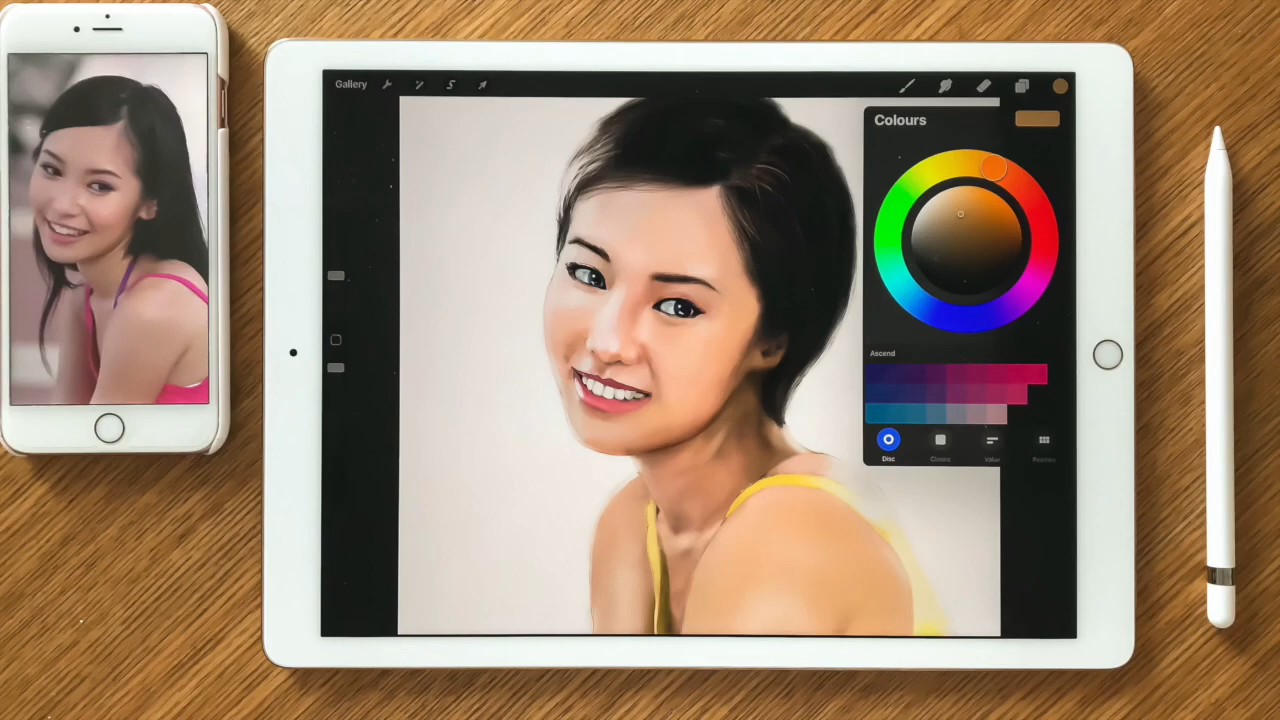 Gallery
Colours
Ascend
Disc
Classic
Value
Palettes